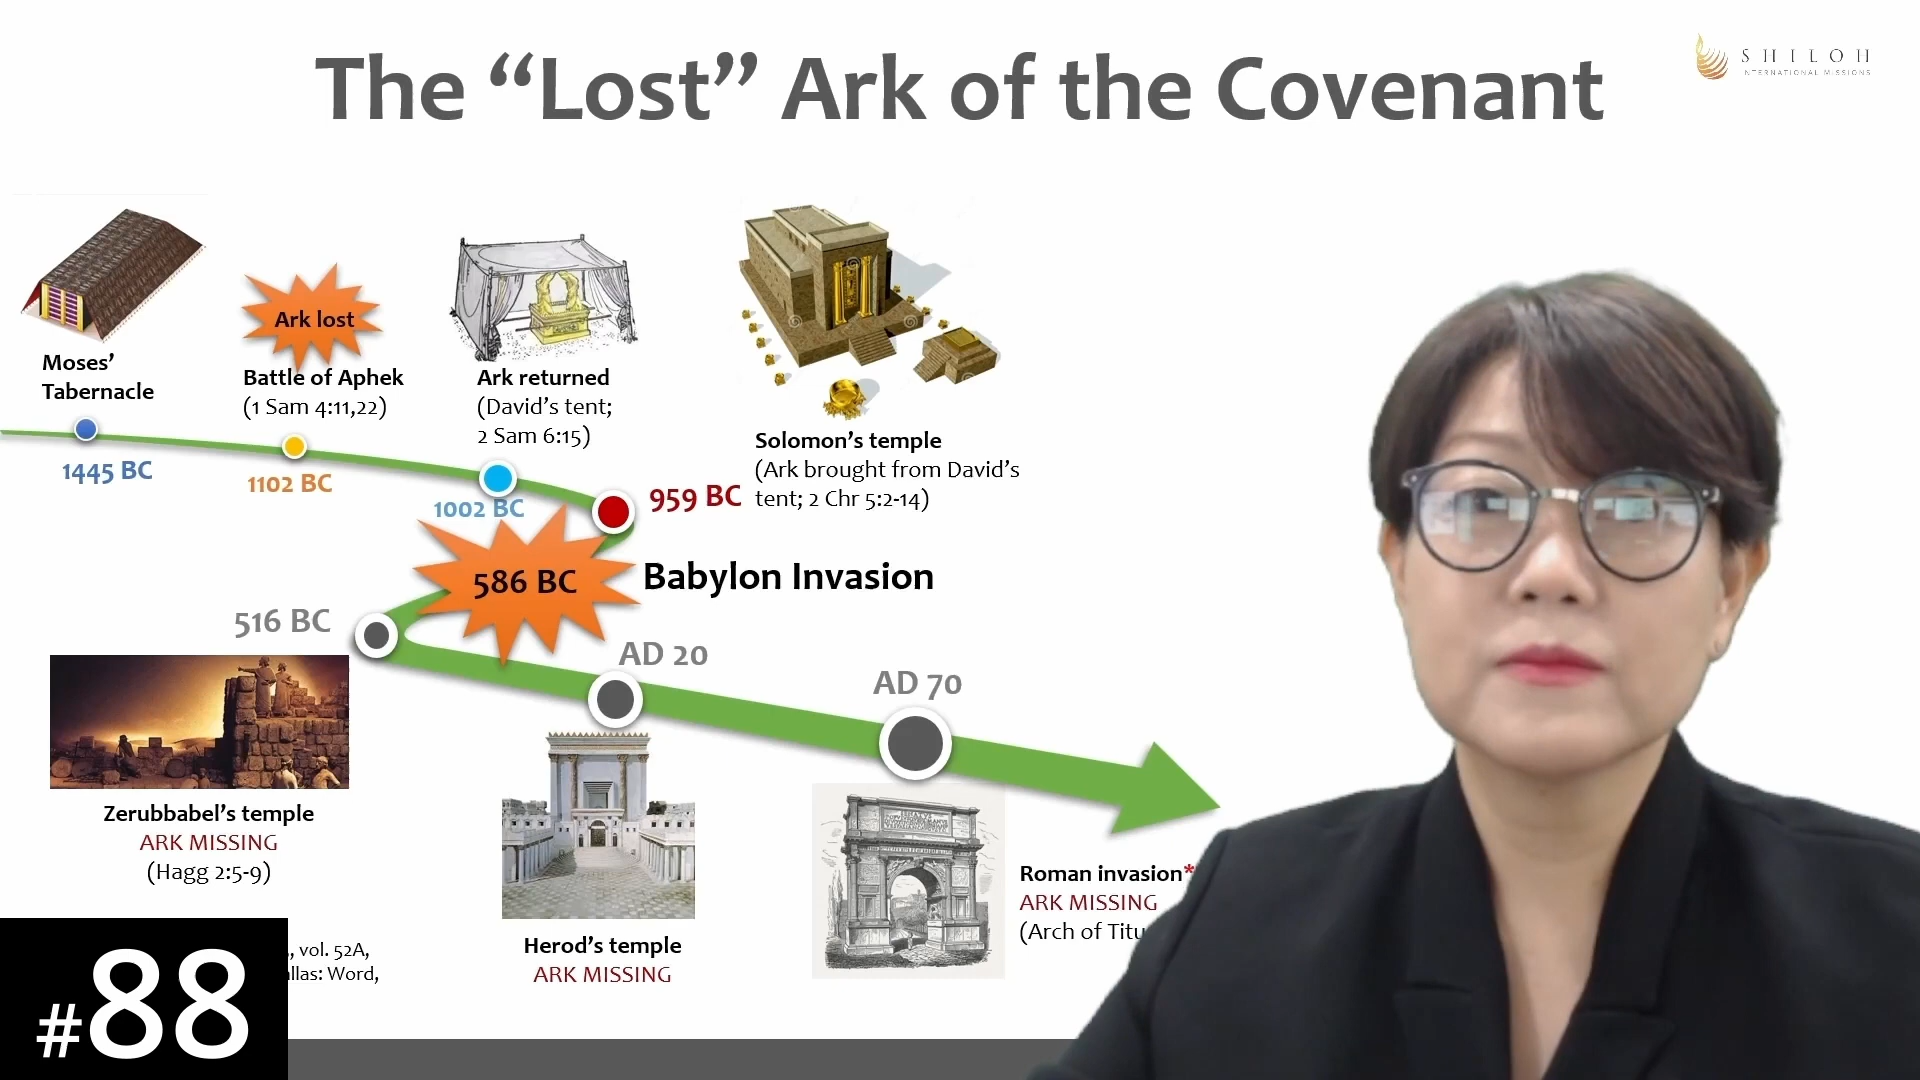 The “Lost” Ark of the Covenant
SHILOH
INTERNATIONAL MISSIONS
Ark lost
Moses’
Tabernacle
1445 BC
Battle of Aphek
(1 Sam 4:11,22)
1102 BC
Ark returned
(David’s tent;
2 Sam 6:15)
1002 BC
Solomon’s temple
(Ark brought from David’s
tent; 2 Chr 5:2-14)
959 BC
586 BC
Babylon Invasion
516 BC
Zerubbabel’s temple
ARK MISSING
(Hagg 2:5-9)
AD 20
Herod’s temple
ARK MISSING
AD 70
Roman invasion*
ARK MISSING
(Arch of Titu
, vol. 52A,
llas: Word,
#88